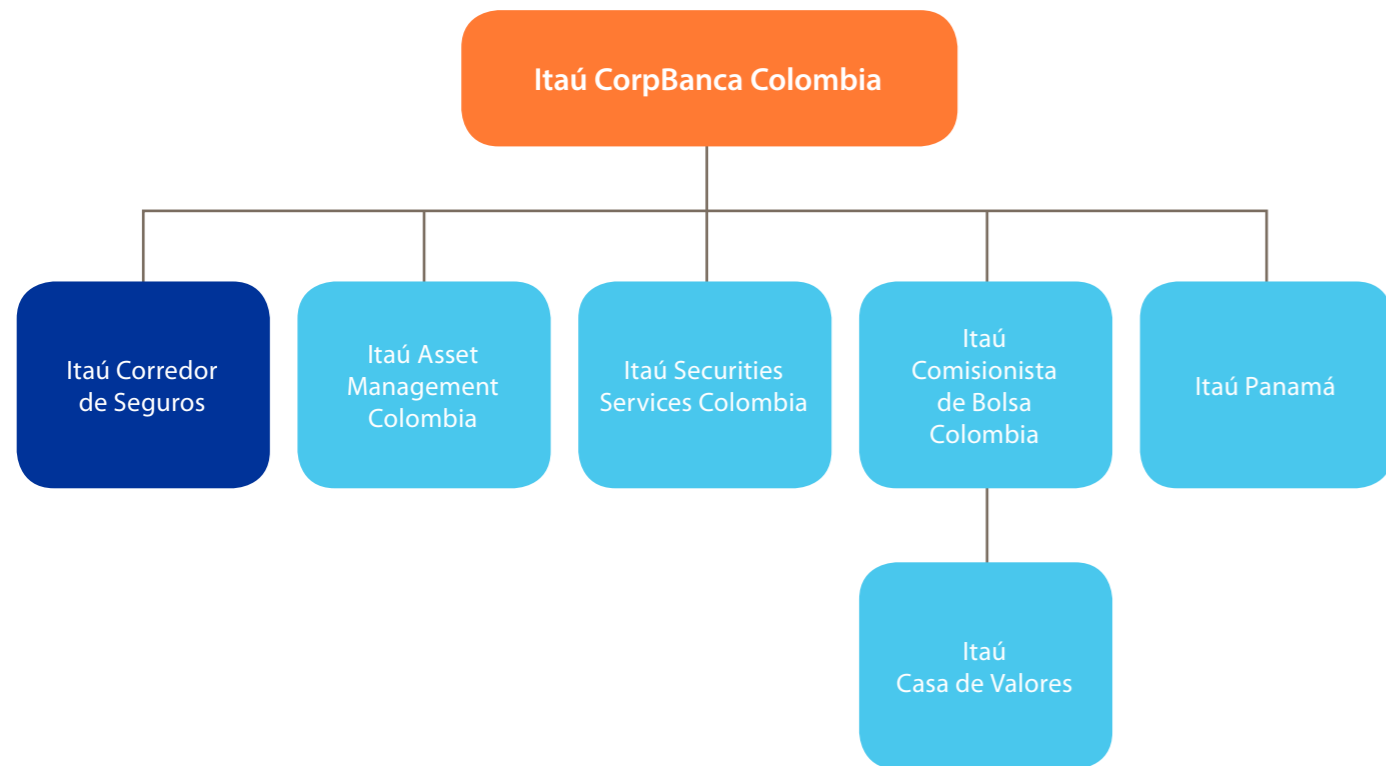 Itaú CorpBanca Colombia
Itaú Corredor
de Seguros
Itaú Asset
Management
Colombia
Itaú Securities
Services Colombia
Itaú
Comisionista
de Bolsa
Colombia
Itaú Panamá
Itaú
Casa de Valores